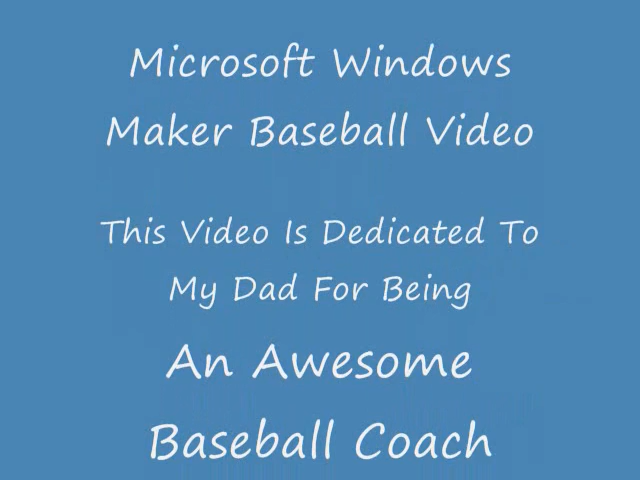 Microsoft Windows
Maker Baseball Video
This Video Is Dedicated To
My Dad For Being
An Awesome
Baseball Coach